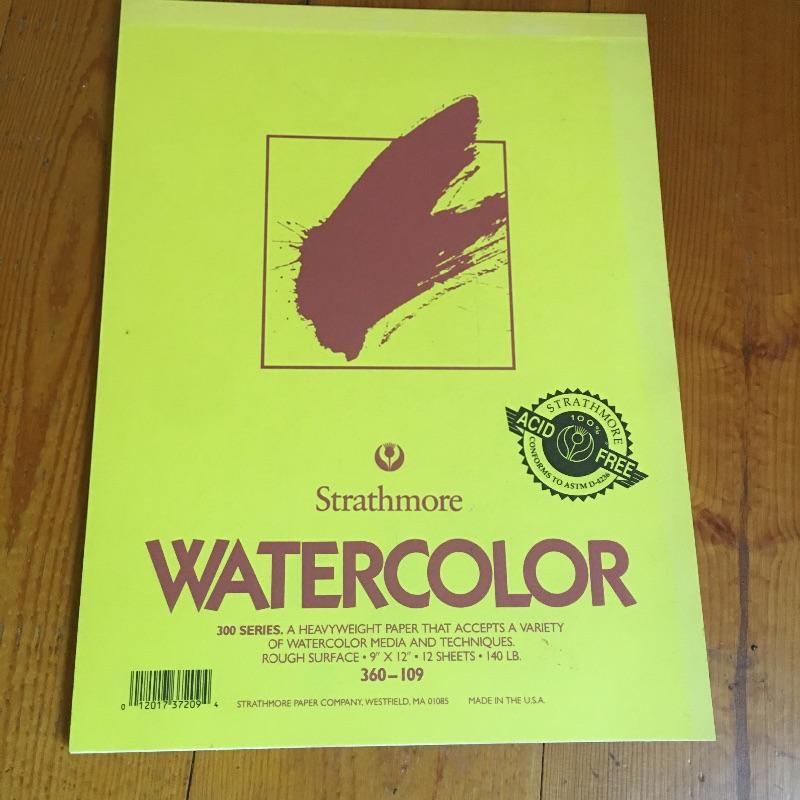 STRATHMORE
100%
ACID FREE
CONFORMS TO ASTM D-4236
Strathmore
WATERCOLOR
300 SERIES. A HEAVYWEIGHT PAPER THAT ACCEPTS A VARIETY
OF WATERCOLOR MEDIA AND TECHNIQUES.
ROUGH SURFACE • 9" X 12" • 12 SHEETS • 140 LB.
360–109
0 12017 37209 4
STRATHMORE PAPER COMPANY, WESTFIELD, MA 01085 MADE IN THE U.S.A.